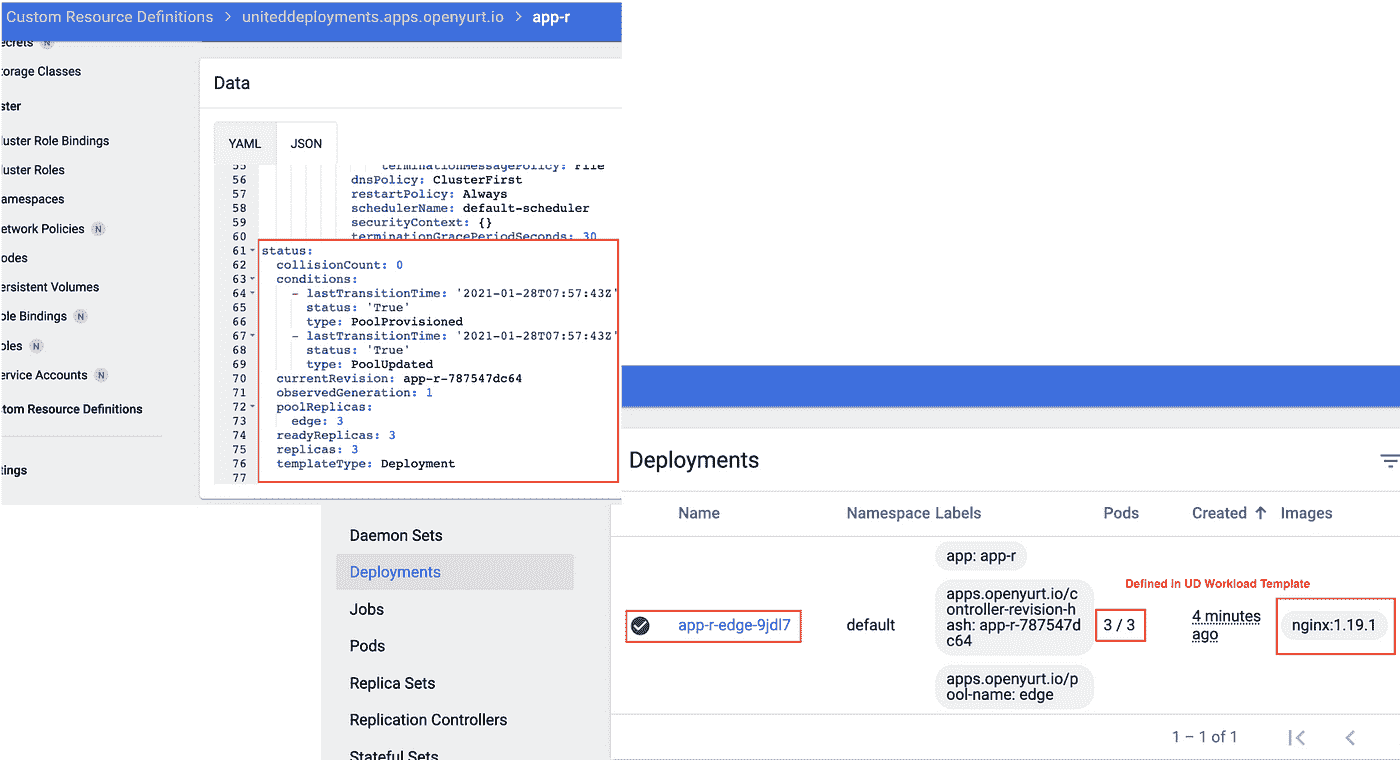 Custom Resource Definitions > uniteddeployments.apps.openyurt.io > app-r
ecrets N
torage Classes
ster
luster Role Bindings
luster Roles
amespaces
etwork Policies N
odes
ersistent Volumes
ole Bindings N
oles N
ervice Accounts N
tom Resource Definitions
tings
Data
YAML JSON
55 terminationMessagePolicy: File
56 dnsPolicy: ClusterFirst
57 restartPolicy: Always
58 schedulerName: default-scheduler
59 securityContext: {}
60 terminationGracePeriodSeconds: 30
61 status:
62 collisionCount: 0
63 conditions:
64 - lastTransitionTime: '2021-01-28T07:57:43Z'
65 status: 'True'
66 type: PoolProvisioned
67 - lastTransitionTime: '2021-01-28T07:57:43Z'
68 status: 'True'
69 type: PoolUpdated
70 currentRevision: app-r-787547dc64
71 observedGeneration: 1
72 poolReplicas:
73 edge: 3
74 readyReplicas: 3
75 replicas: 3
76 templateType: Deployment
77
Daemon Sets
Deployments
Jobs
Pods
Replica Sets
Replication Controllers
Stateful Sets
Deployments
Name Namespace Labels Pods Created ↑ Images
app-r-edge-9jdl7
default
app: app-r
apps.openyurt.io/c
ontroller-revision-h
ash: app-r-787547d
c64
apps.openyurt.io/p
ool-name: edge
Defined in UD Workload Template
3 / 3
4 minutes
ago
nginx:1.19.1
1 – 1 of 1